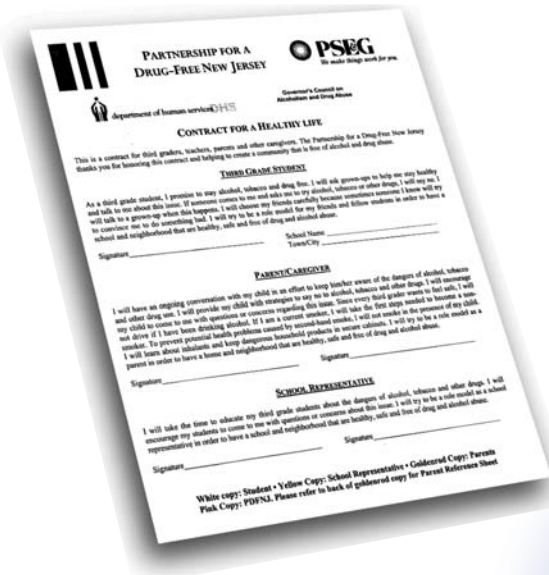 PARTNERSHIP FOR A
DRUG-FREE NEW JERSEY
PSE&G
We make things work for you.
department of human services DHS
Governor's Council on
Alcoholism and Drug Abuse
CONTRACT FOR A HEALTHY LIFE
This is a contract for third graders, teachers, parents and other caregivers. The Partnership for a Drug-Free New Jersey
thanks you for honoring this contract and helping to create a community that is free of alcohol and drug abuse.
THIRD GRADE STUDENT
As a third grade student, I promise to stay alcohol, tobacco and drug free. I will ask grown-ups to help me stay healthy
and talk to me about this issue. If someone comes to me and asks me to try alcohol, tobacco or other drugs, I will say no. I
will talk to a grown-up when this happens. I will choose my friends carefully because sometimes someone I know will try
to convince me to do something bad. I will try to be a role model for my friends and fellow students in order to have a
school and neighborhood that are healthy, safe and free of drug and alcohol abuse.
School Name
Signature
Town/City
PARENT/CAREGIVER
I will have an ongoing conversation with my child in an effort to keep him/her aware of the dangers of alcohol, tobacco
and other drug use. I will provide my child with strategies to say no to alcohol, tobacco and other drugs. I will encourage
my child to come to me with questions or concerns regarding this issue. Since every third grader wants to feel safe, I will
not drive if I have been drinking alcohol. If I am a current smoker, I will take the first steps needed to become a non-
smoker. To prevent potential health problems caused by second-hand smoke, I will not smoke in the presence of my child.
I will learn about inhalants and keep dangerous household products in secure cabinets. I will try to be a role model as a
parent in order to have a home and neighborhood that are healthy, safe and free of drug and alcohol abuse.
Signature Signature
SCHOOL REPRESENTATIVE
I will take the time to educate my third grade students about the dangers of alcohol, tobacco and other drugs. I will
encourage my students to come to me with questions or concerns about this issue. I will try to be a role model as a school
representative in order to have a school and neighborhood that are healthy, safe and free of drug and alcohol abuse.
Signature Signature
White copy: Student • Yellow Copy: School Representative • Goldenrod Copy: Parents
Pink Copy: PDFNJ. Please refer to back of goldenrod copy for Parent Reference Sheet